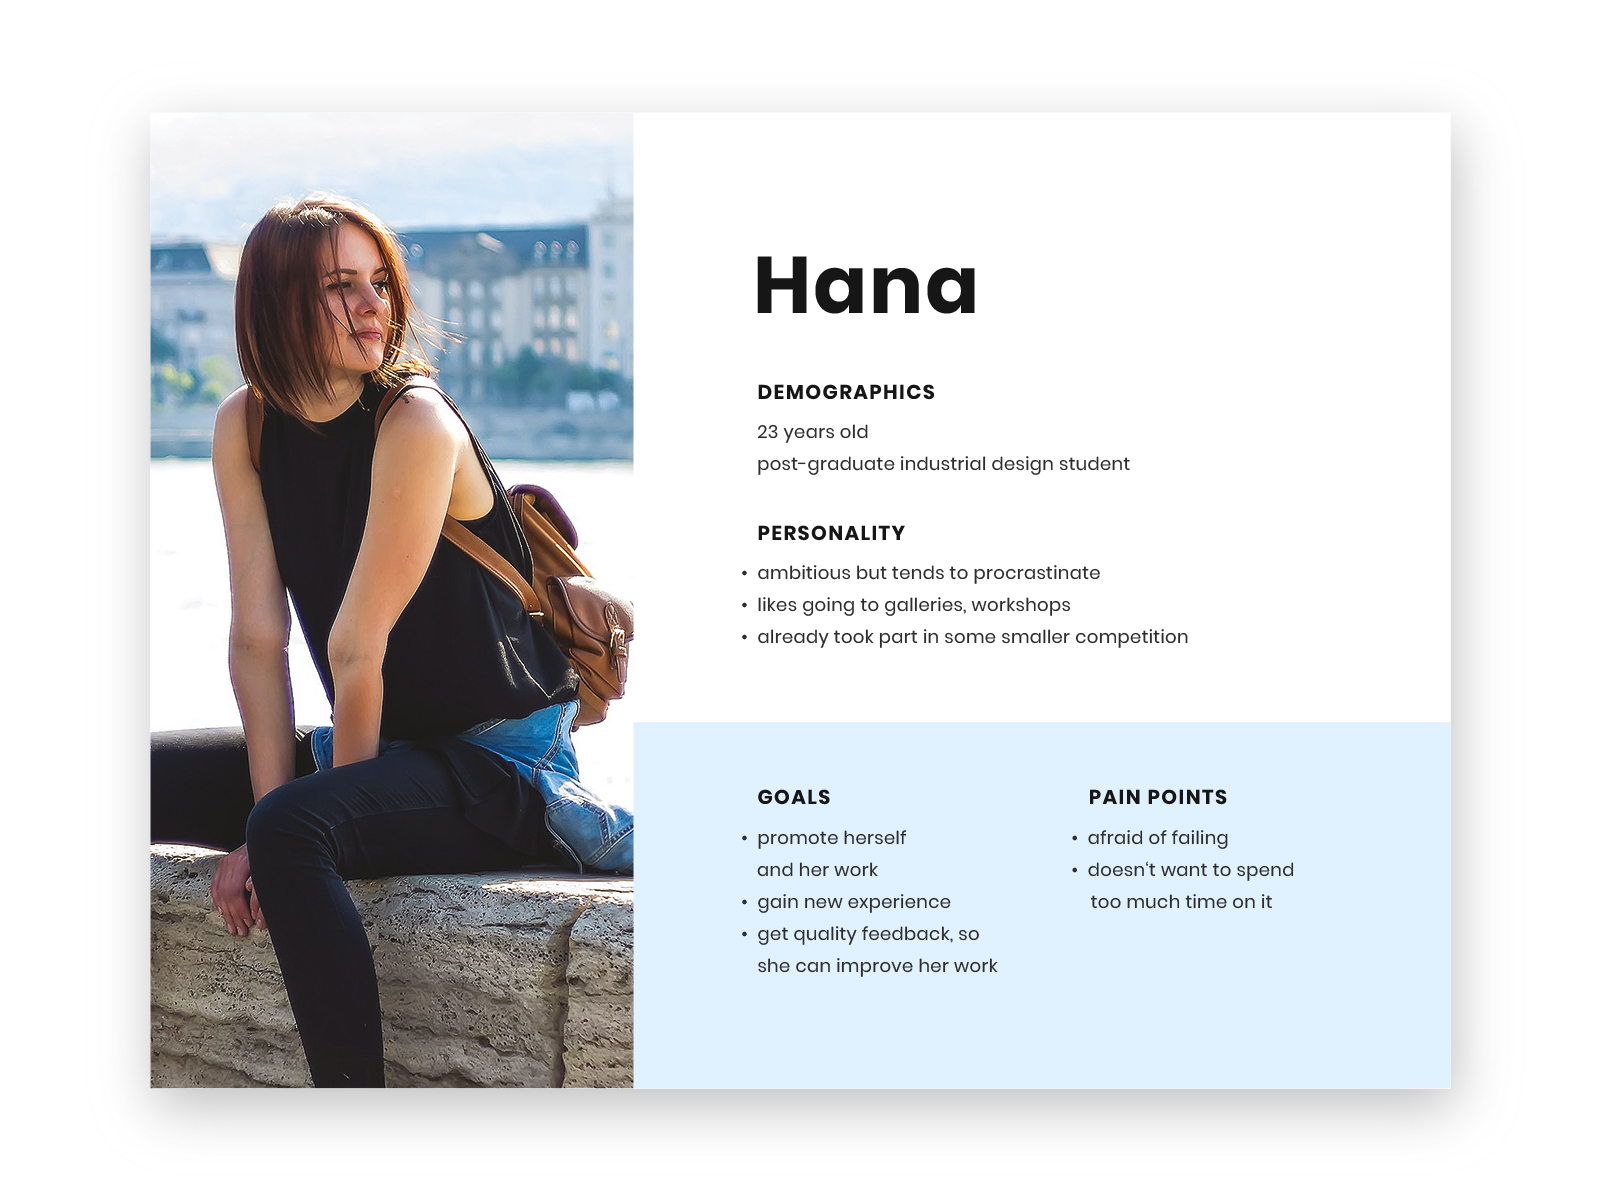 Hana
DEMOGRAPHICS
23 years old
post-graduate industrial design student
PERSONALITY
• ambitious but tends to procrastinate
• likes going to galleries, workshops
• already took part in some smaller competition
GOALS
• promote herself
and her work
• gain new experience
• get quality feedback, so
she can improve her work
PAIN POINTS
• afraid of failing
• doesn‘t want to spend
too much time on it